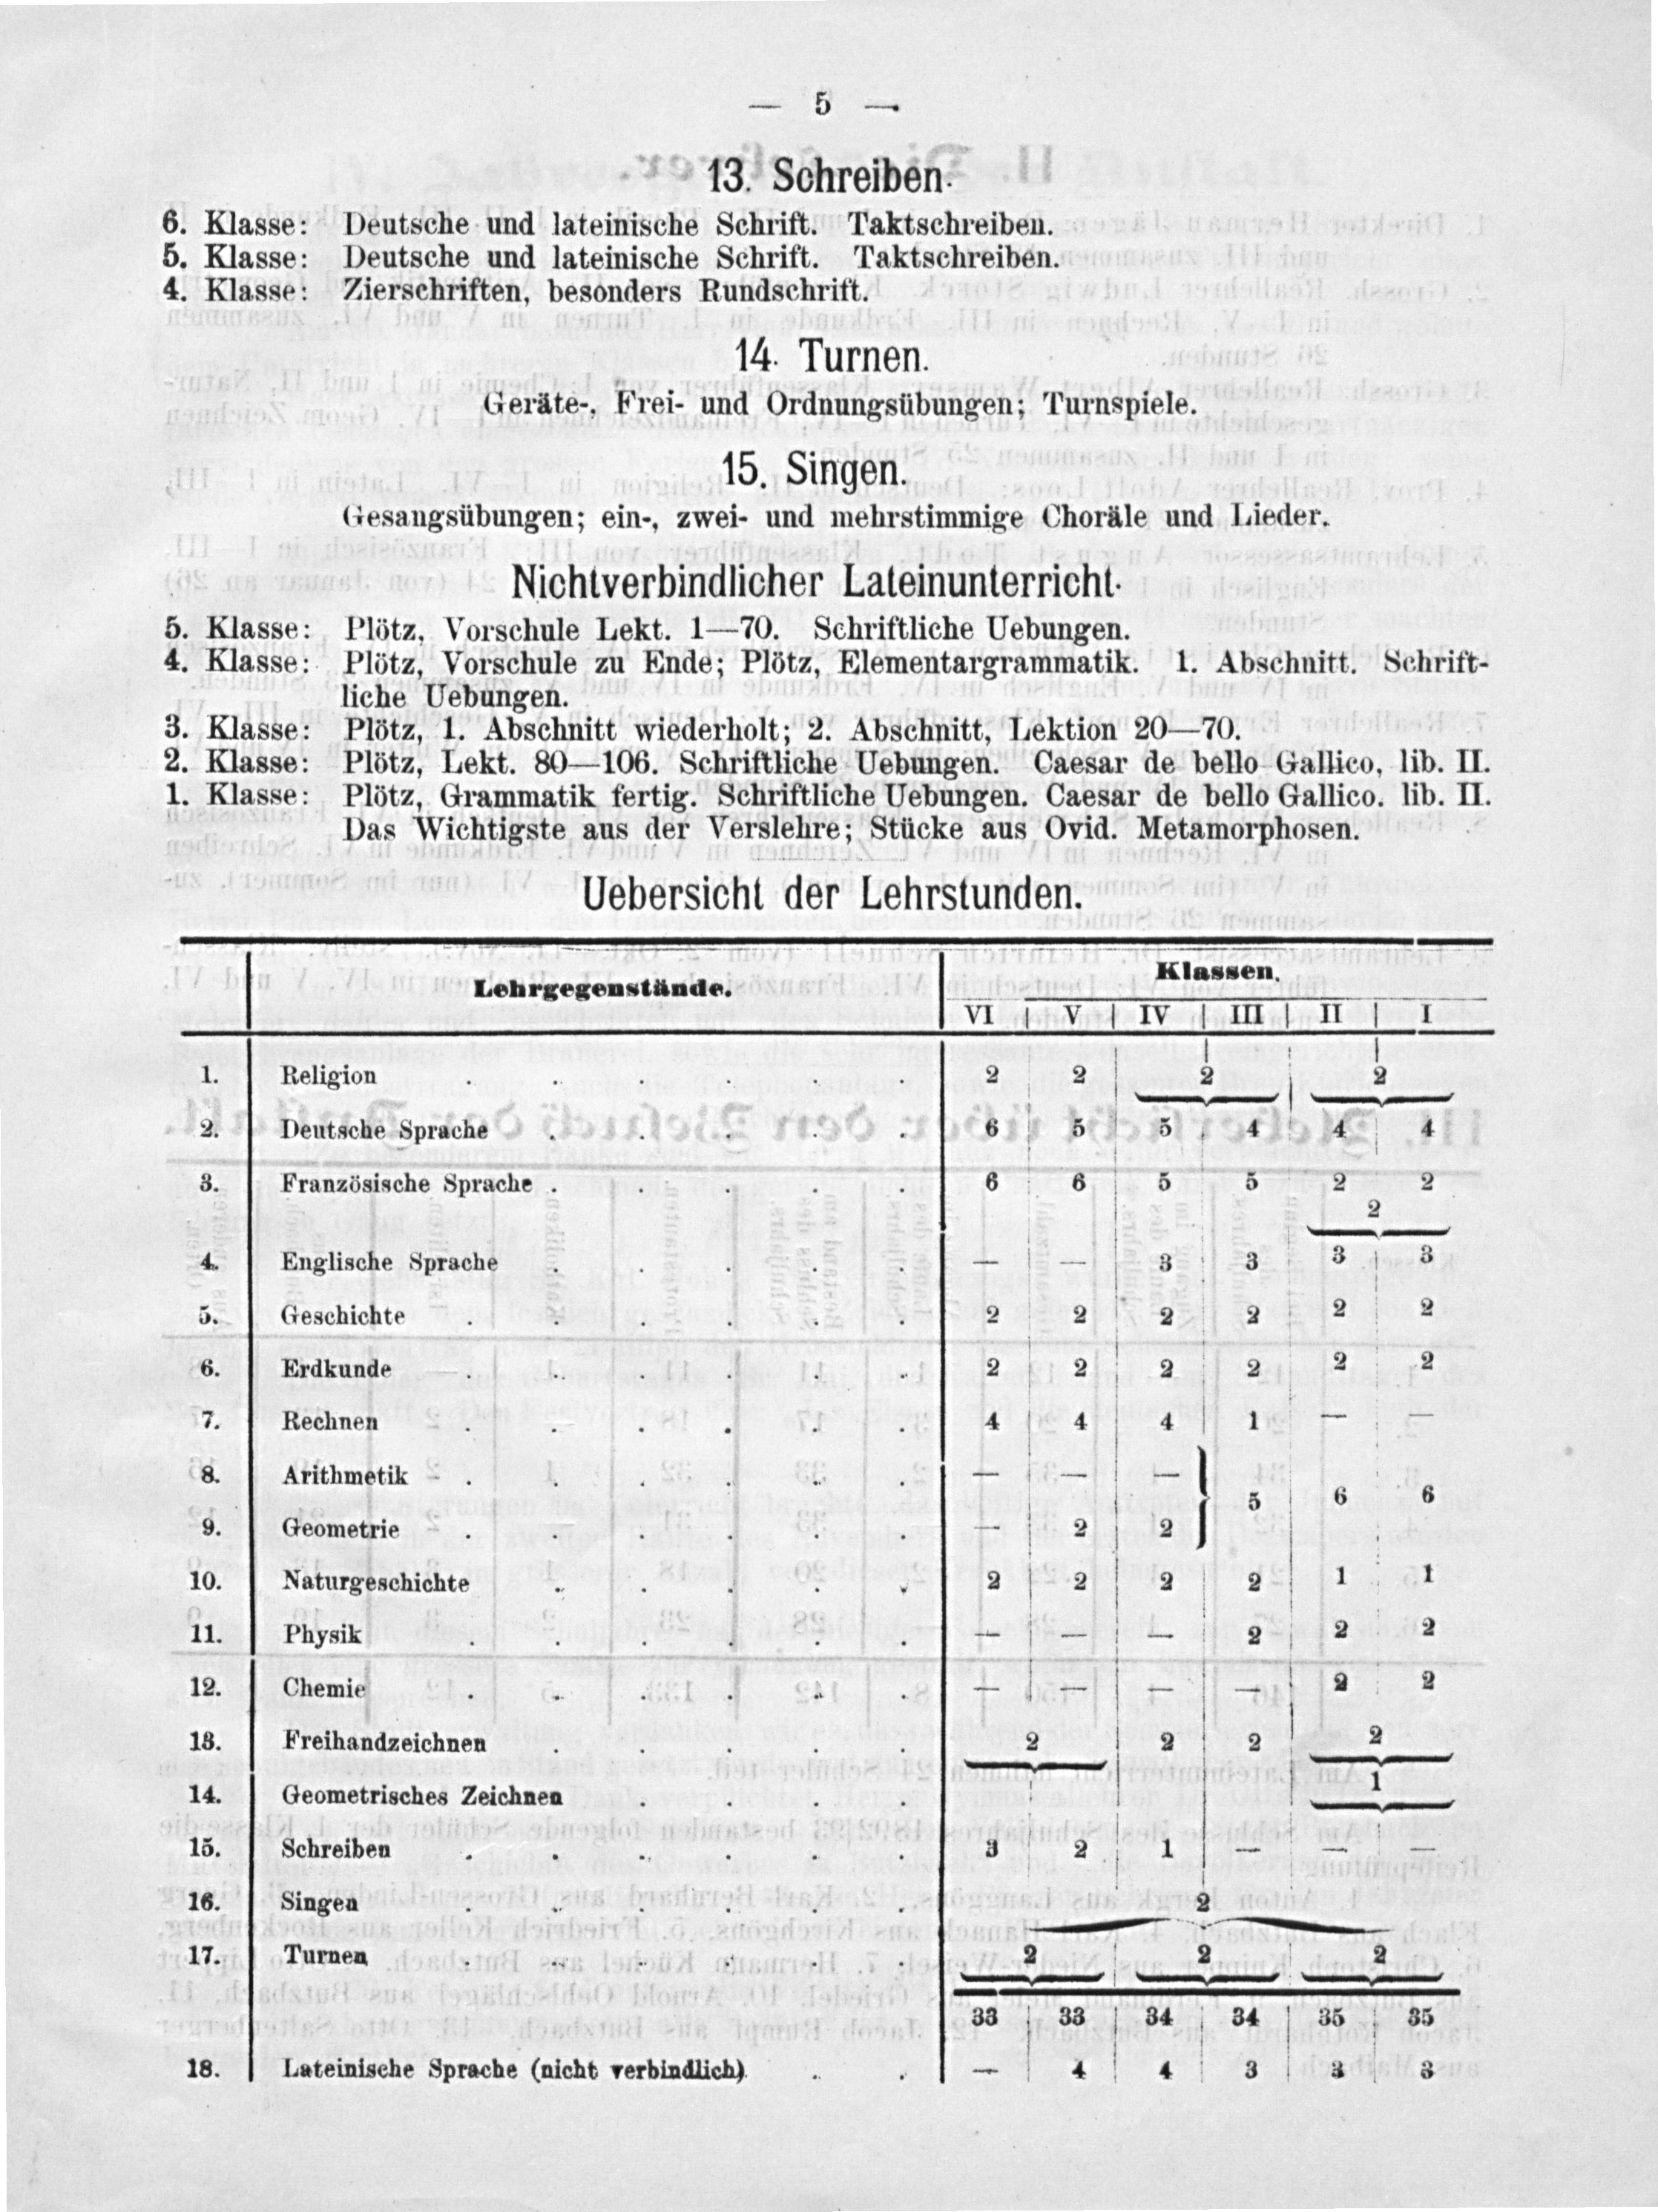 — 5 —
13. Schreiben.
6. Klasse: Deutsche und lateinische Schrift. Taktschreiben.
5. Klasse: Deutsche und lateinische Schrift. Taktschreiben.
4. Klasse: Zierschriften, besonders Rundschrift.
14. Turnen.
Geräte-, Frei- und Ordnungsübungen; Turnspiele.
15. Singen.
Gesangsübungen; ein-, zwei- und mehrstimmige Choräle und Lieder.
Nichtverbindlicher Lateinunterricht.
5. Klasse: Plötz, Vorschule Lekt. 1—70. Schriftliche Uebungen.
4. Klasse: Plötz, Vorschule zu Ende; Plötz, Elementargrammatik. 1. Abschnitt. Schrift-
liche Uebungen.
3. Klasse: Plötz, 1. Abschnitt wiederholt; 2. Abschnitt, Lektion 20—70.
2. Klasse: Plötz, Lekt. 80—106. Schriftliche Uebungen. Caesar de bello Gallico, lib. II.
1. Klasse: Plötz, Grammatik fertig. Schriftliche Uebungen. Caesar de bello Gallico. lib. II.
Das Wichtigste aus der Verslehre; Stücke aus Ovid. Metamorphosen.
Uebersicht der Lehrstunden.
Lehrgegenstände. Klassen.
VI V IV III II I
1. Religion 2 2 2 2
2. Deutsche Sprache 6 5 5 4 4 4
3. Französische Sprache 6 6 5 5 2 2
2
4. Englische Sprache — — 3 3 3 3
5. Geschichte 2 2 2 2 2 2
6. Erdkunde 2 2 2 2 2 2
7. Rechnen 4 4 4 1 — —
8. Arithmetik — — — 5 6 6
9. Geometrie — 2 2
10. Naturgeschichte 2 2 2 2 1 1
11. Physik — — — 2 2 2
12. Chemie — — — — 2 2
13. Freihandzeichnen 2 2 2 2
14. Geometrisches Zeichnen 1
15. Schreiben 3 2 1 — — —
16. Singen 2
17. Turnen 2 2 2
33 33 34 34 35 35
18. Lateinische Sprache (nicht verbindlich) — 4 4 3 3 3